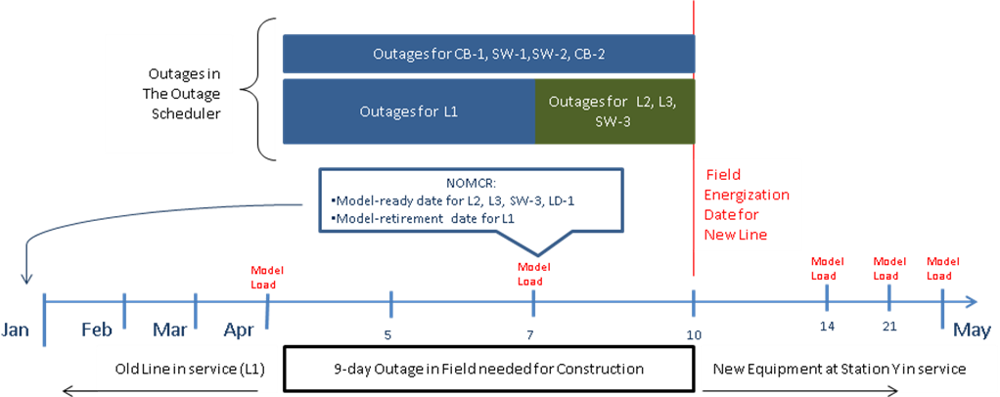 Outages for CB-1, SW-1,SW-2, CB-2
Outages in
The Outage
Scheduler
Outages for L1
Outages for L2, L3,
SW-3
NOMCR:
▪Model-ready date for L2, L3, SW-3, LD-1
▪Model-retirement date for L1
Field
Energization
Date for
New Line
Model
Load
Model
Load
Model
Load
Model
Load
Model
Load
Jan
Feb
Mar
Apr
5
7
10
14
21
May
Old Line in service (L1)
9-day Outage in Field needed for Construction
New Equipment at Station Y in service